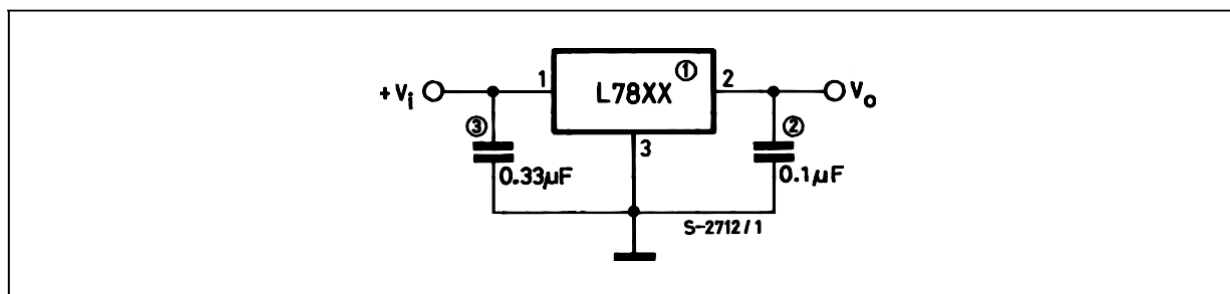 +Vi
1
L78XX
①
2
Vo
③
0.33µF
3
②
0.1µF
S-2712/1